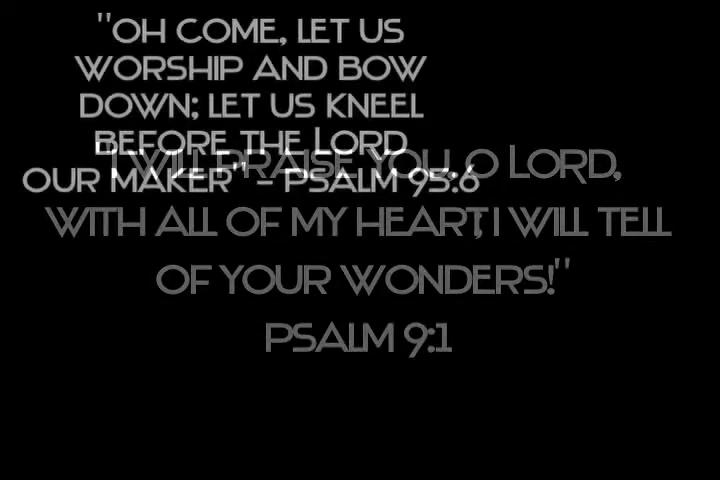 "OH COME, LET US
WORSHIP AND BOW
DOWN; LET US KNEEL
BEFORE THE LORD
OUR MAKER" - PSALM 95:6
"I WILL PRAISE YOU, O LORD,
WITH ALL OF MY HEART; I WILL TELL
OF YOUR WONDERS!"
PSALM 9:1